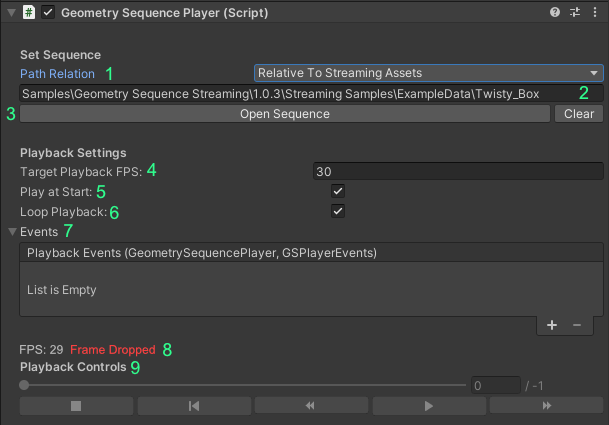 Geometry Sequence Player (Script)
Set Sequence
Path Relation 1 Relative To Streaming Assets
Samples\Geometry Sequence Streaming\1.0.3\Streaming Samples\ExampleData\Twisty_Box 2
3 Open Sequence Clear
Playback Settings
Target Playback FPS: 4 30
Play at Start: 5
Loop Playback: 6
Events 7
Playback Events (GeometrySequencePlayer, GSPlayerEvents)
List is Empty
+ −
FPS: 29 Frame Dropped 8
Playback Controls 9
0 / -1